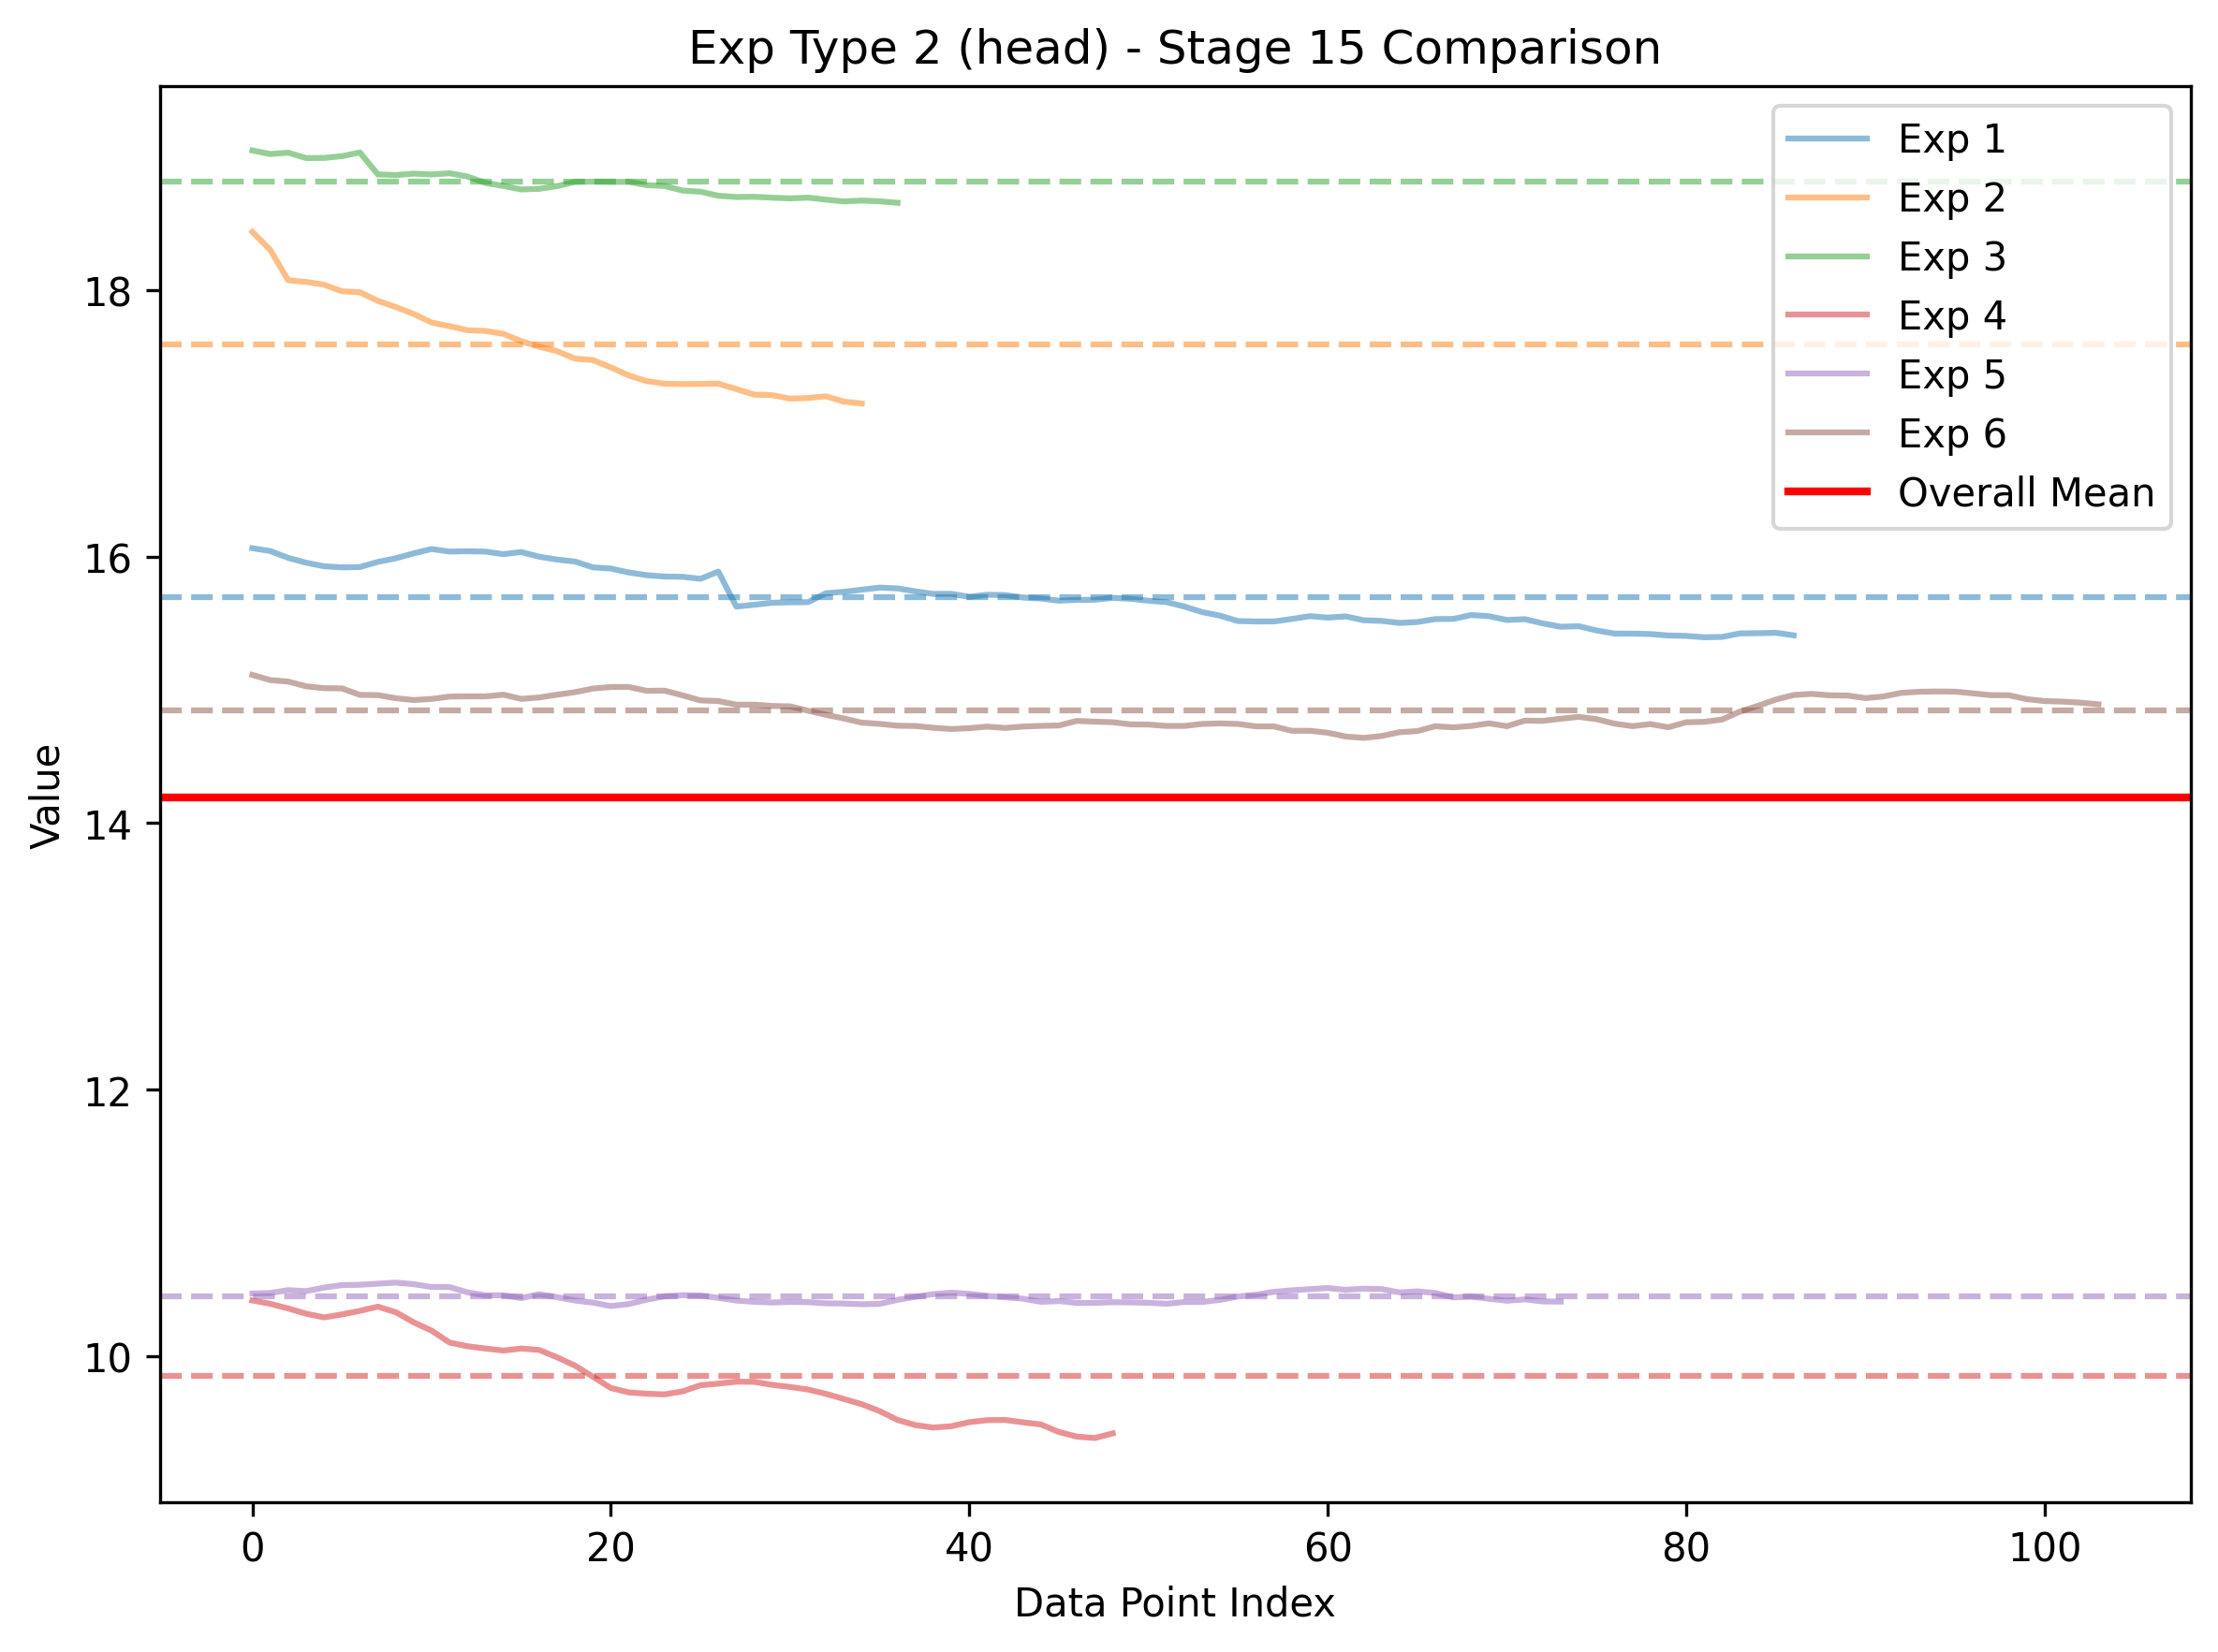 Exp Type 2 (head) - Stage 15 Comparison
Exp 1
Exp 2
Exp 3
Exp 4
Exp 5
Exp 6
Overall Mean
Value
18
16
14
12
10
0 20 40 60 80 100
Data Point Index